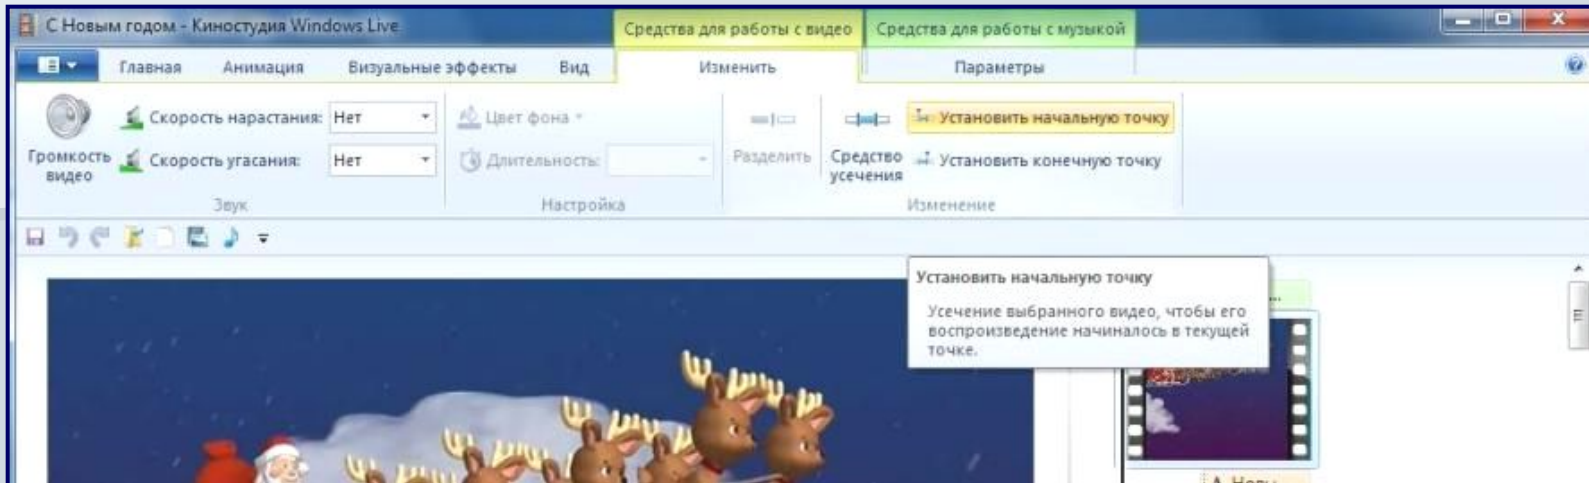 С Новым годом - Киностудия Windows Live
Средства для работы с видео
Средства для работы с музыкой
Главная
Анимация
Визуальные эффекты
Вид
Изменить
Параметры
Громкость видео
Скорость нарастания: Нет
Скорость угасания: Нет
Звук
Цвет фона
Длительность:
Настройка
Разделить
Средство усечения
Установить начальную точку
Установить конечную точку
Изменение
Установить начальную точку
Усечение выбранного видео, чтобы его
воспроизведение начиналось в текущей
точке.